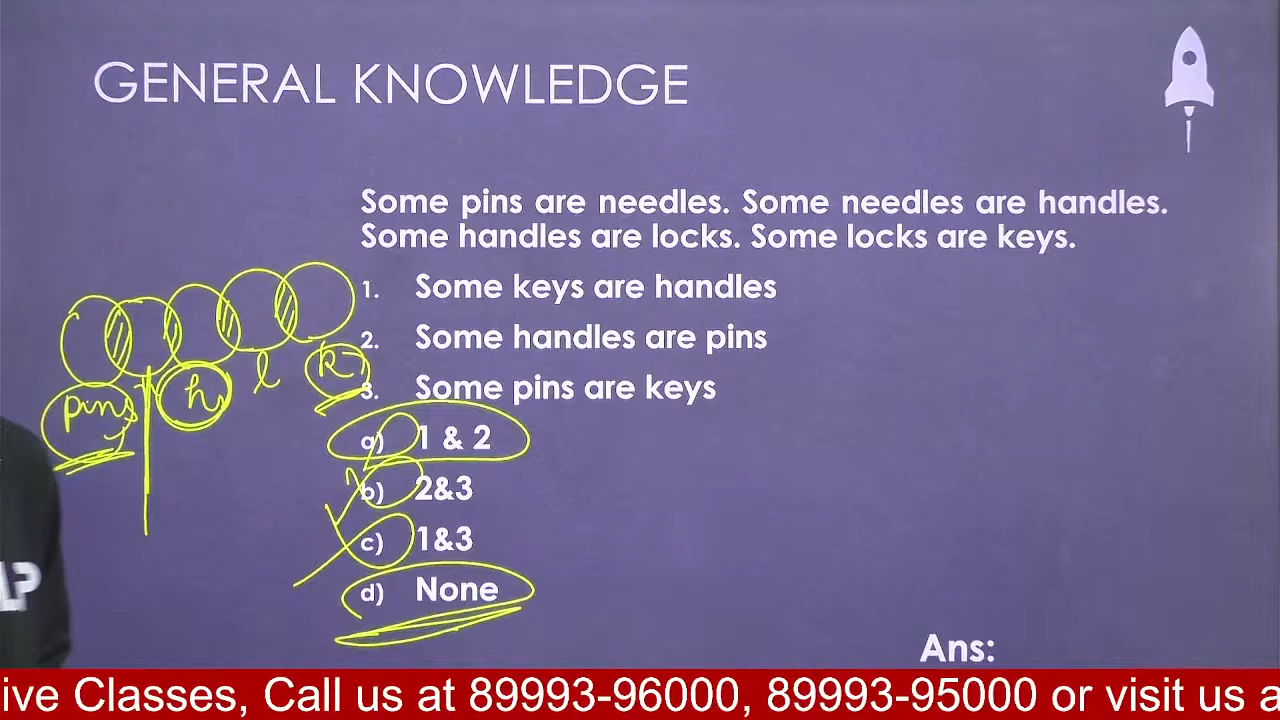 GENERAL KNOWLEDGE
Some pins are needles. Some needles are handles.
Some handles are locks. Some locks are keys.
1. Some keys are handles
2. Some handles are pins
3. Some pins are keys
a) 1 & 2
b) 2&3
c) 1&3
d) None
pins
h
l
k
LP
Ans:
ive Classes, Call us at 89993-96000, 89993-95000 or visit us a